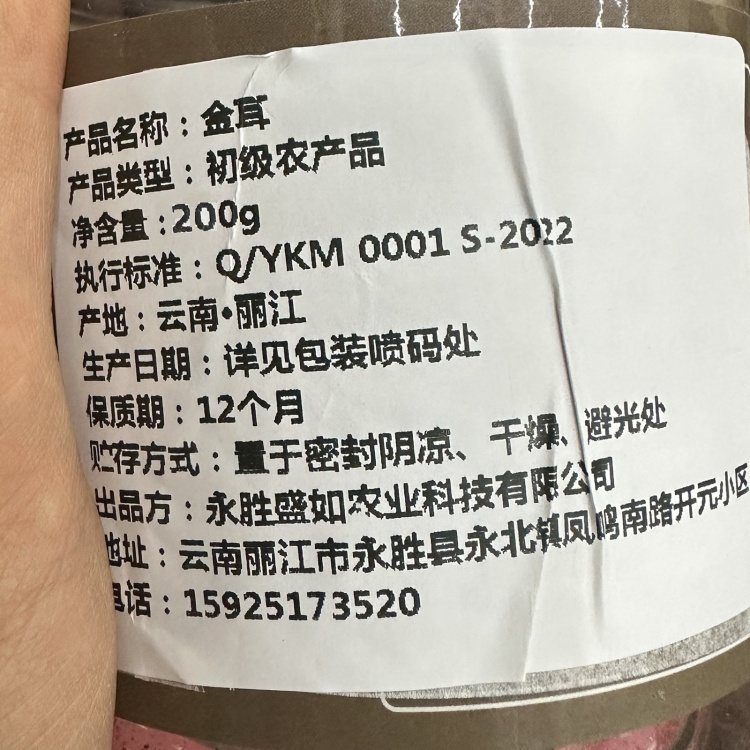 产品名称：金耳
产品类型：初级农产品
净含量：200g
执行标准：Q/YKM 0001 S-2022
产地：云南•丽江
生产日期：详见包装喷码处
保质期：12个月
贮存方式：置于密封阴凉、干燥、避光处
出品方：永胜盛如农业科技有限公司
地址：云南丽江市永胜县永北镇凤鸣南路开元小区
电话：15925173520